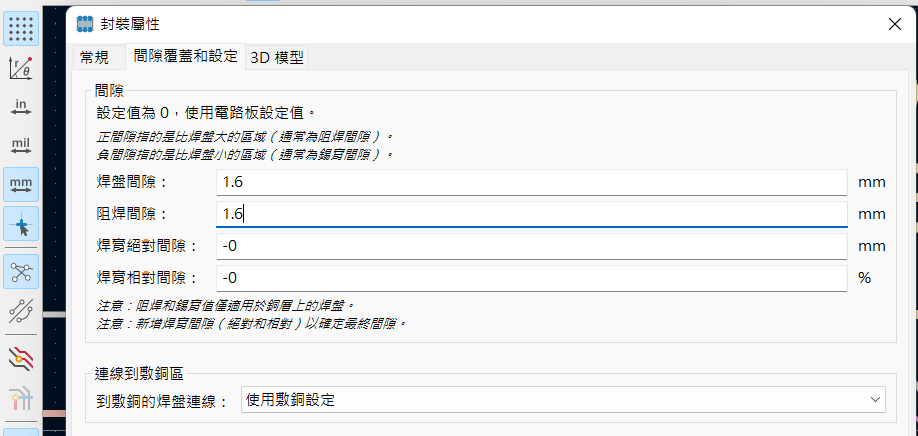 封裝屬性
常規
間隙覆蓋和設定
3D 模型
間隙
設定值為 0，使用電路板設定值。
正間隙指的是比焊盤大的區域（通常為阻焊間隙）。
負間隙指的是比焊盤小的區域（通常為錫膏間隙）。
焊盤間隙： 1.6 mm
阻焊間隙： 1.6 mm
焊膏絕對間隙： -0 mm
焊膏相對間隙： -0 %
注意：阻焊和錫膏值僅適用於銅層上的焊盤。
注意：新增焊膏間隙（絕對和相對）以確定最終間隙。
連線到敷銅區
到敷銅的焊盤連線： 使用敷銅設定
r
θ
in
mil
mm